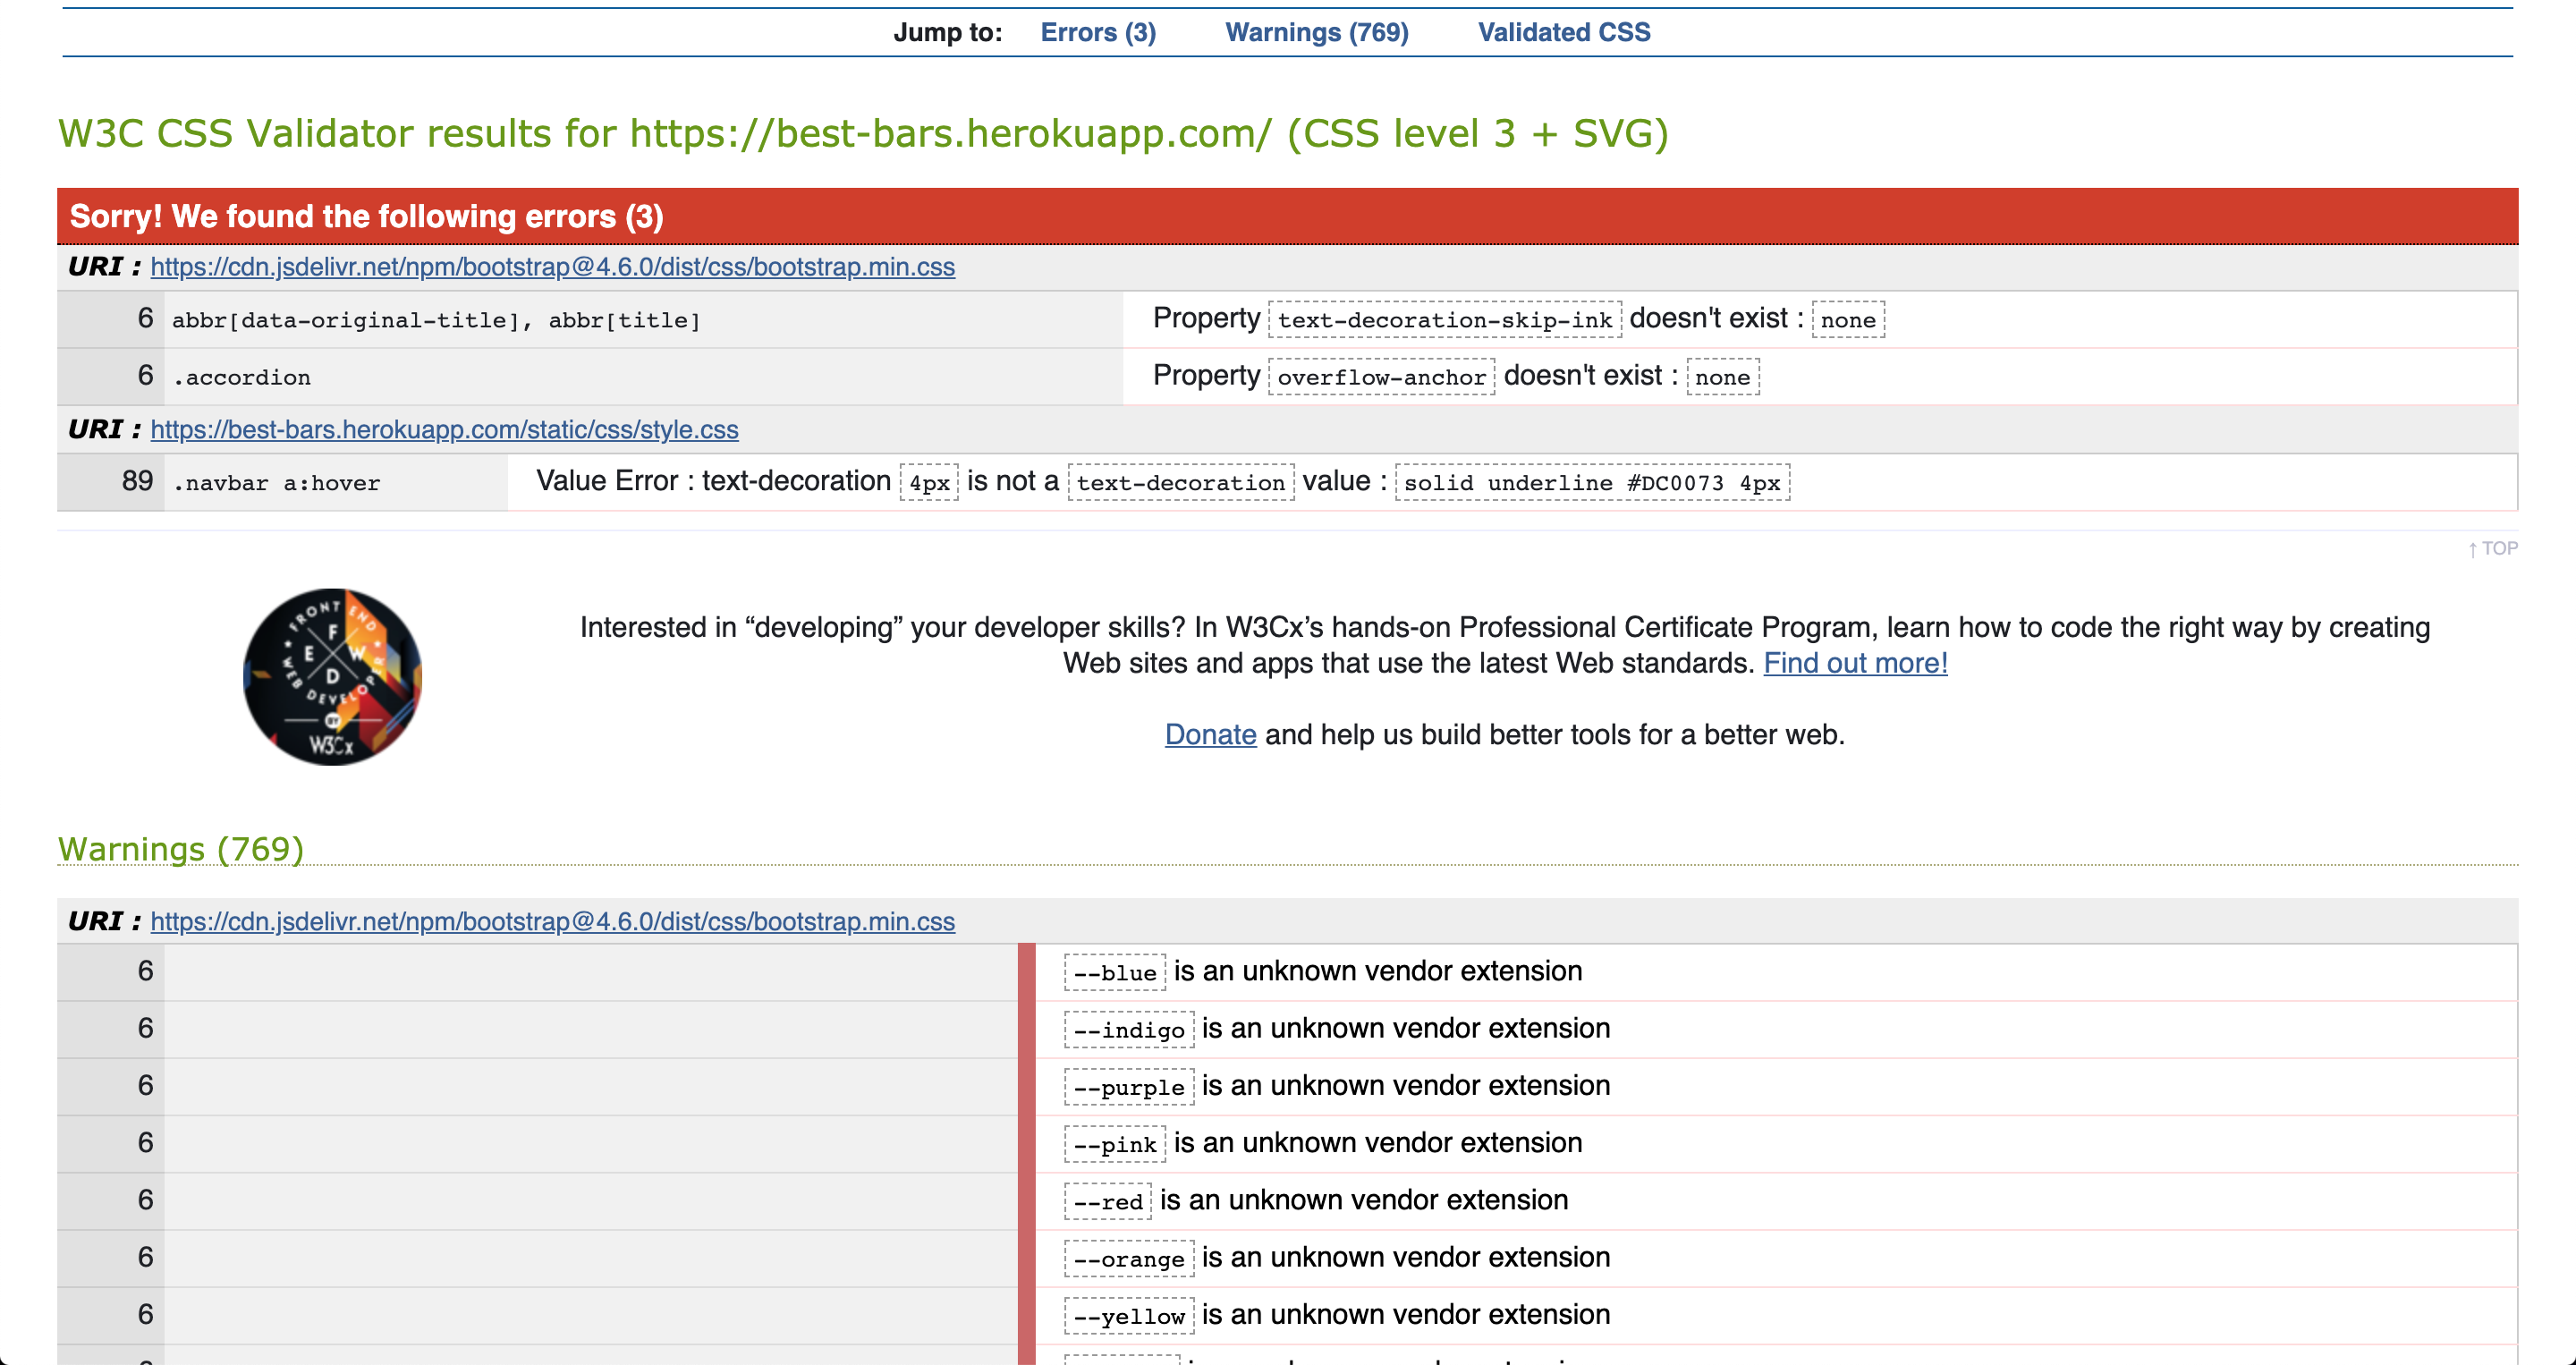 Jump to: Errors (3) Warnings (769) Validated CSS
W3C CSS Validator results for https://best-bars.herokuapp.com/ (CSS level 3 + SVG)
Sorry! We found the following errors (3)
URI : https://cdn.jsdelivr.net/npm/bootstrap@4.6.0/dist/css/bootstrap.min.css
6 abbr[data-original-title], abbr[title] Property text-decoration-skip-ink doesn't exist : none
6 .accordion Property overflow-anchor doesn't exist : none
URI : https://best-bars.herokuapp.com/static/css/style.css
89 .navbar a:hover Value Error : text-decoration 4px is not a text-decoration value : solid underline #DC0073 4px
↑ TOP
FRONT END
WEB DEVELOPER
F E W D
BY
W3Cx
Interested in “developing” your developer skills? In W3Cx’s hands-on Professional Certificate Program, learn how to code the right way by creating
Web sites and apps that use the latest Web standards. Find out more!
Donate and help us build better tools for a better web.
Warnings (769)
URI : https://cdn.jsdelivr.net/npm/bootstrap@4.6.0/dist/css/bootstrap.min.css
6 --blue is an unknown vendor extension
6 --indigo is an unknown vendor extension
6 --purple is an unknown vendor extension
6 --pink is an unknown vendor extension
6 --red is an unknown vendor extension
6 --orange is an unknown vendor extension
6 --yellow is an unknown vendor extension